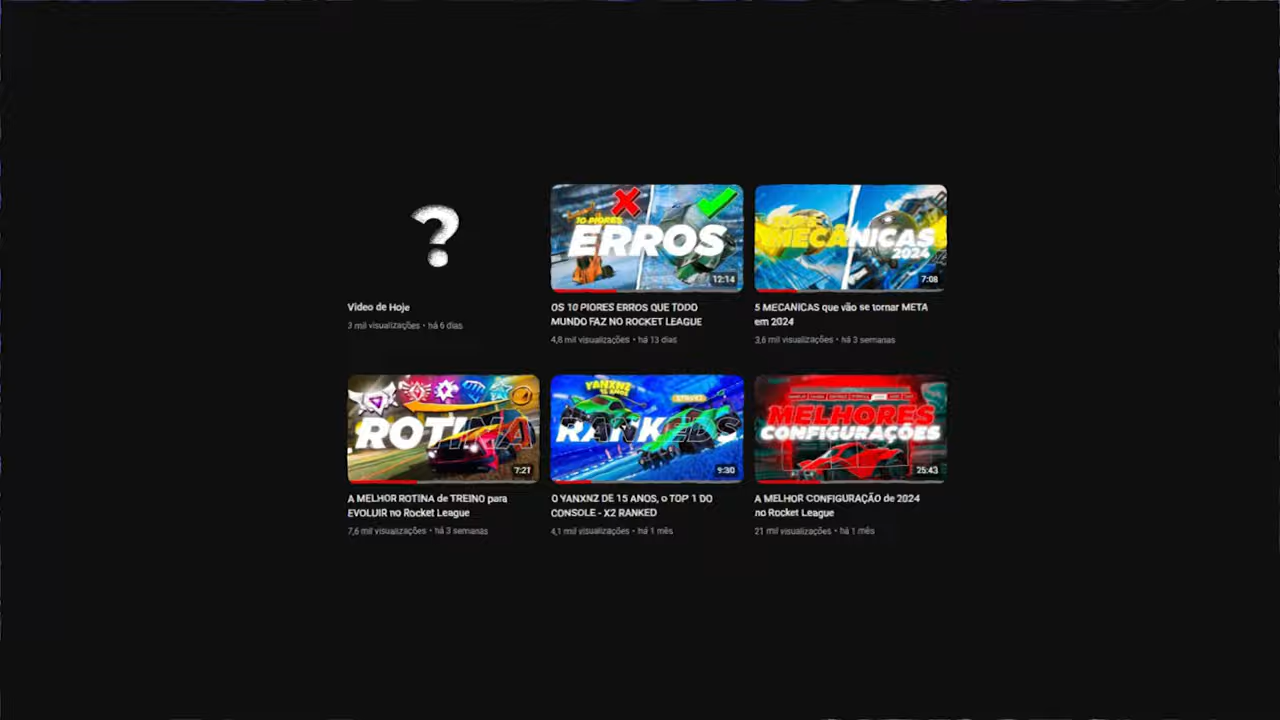 ?
Video de Hoje
3 mil visualizações • há 6 dias
10 PIORES
ERROS
12:14
OS 10 PIORES ERROS QUE TODO
MUNDO FAZ NO ROCKET LEAGUE
4,8 mil visualizações • há 13 dias
MECANICAS
2024
7:08
5 MECANICAS que vão se tornar META
em 2024
3,6 mil visualizações • há 3 semanas
ROTINA
7:21
A MELHOR ROTINA de TREINO para
EVOLUIR no Rocket League
7,6 mil visualizações • há 3 semanas
YANXNZ
15 ANOS
RANKEDS
9:30
O YANXNZ DE 15 ANOS, o TOP 1 DO
CONSOLE - X2 RANKED
4,1 mil visualizações • há 1 mês
MELHORES
CONFIGURAÇÕES
25:43
A MELHOR CONFIGURAÇÃO de 2024
no Rocket League
21 mil visualizações • há 1 mês